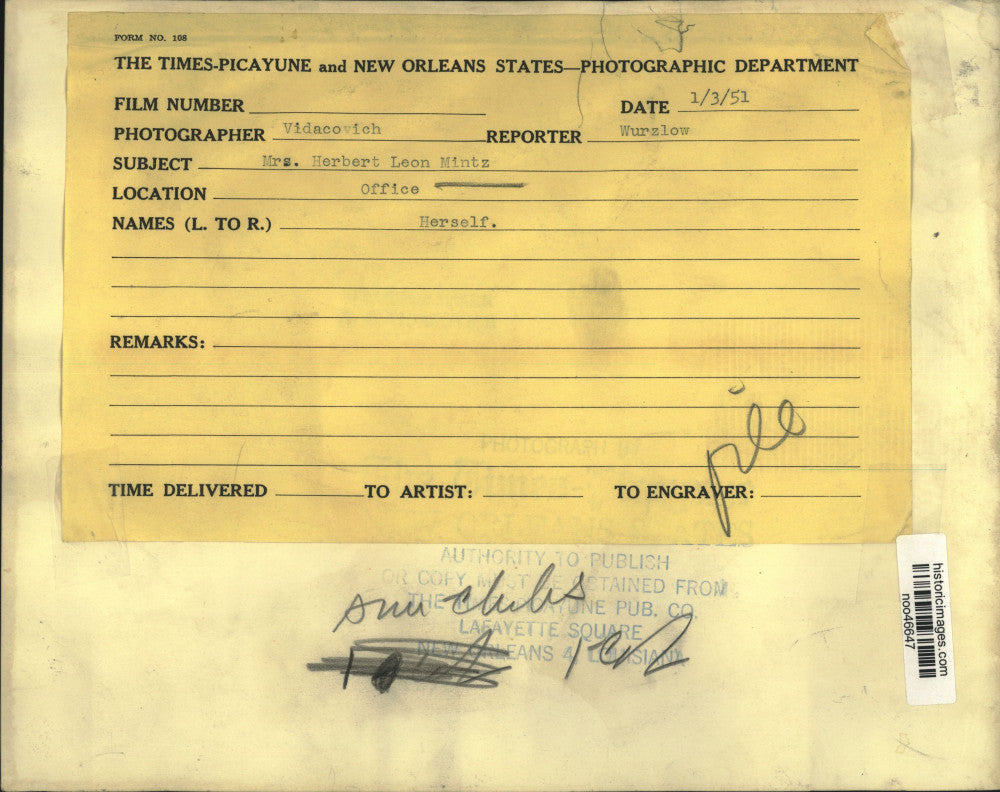 FORM NO. 108
THE TIMES-PICAYUNE and NEW ORLEANS STATES—PHOTOGRAPHIC DEPARTMENT
FILM NUMBER
DATE 1/3/51
PHOTOGRAPHER Vidacovich REPORTER Wurzlow
SUBJECT Mrs. Herbert Leon Mintz
LOCATION Office
NAMES (L. TO R.) Herself.
REMARKS:
TIME DELIVERED TO ARTIST: TO ENGRAVER:
AUTHORITY TO PUBLISH
OR COPY MUST BE OBTAINED FROM
THE TIMES-PICAYUNE PUB. CO.
LAFAYETTE SQUARE
NEW ORLEANS 4, LOUISIANA
clubs
historicimages.com
noo46647